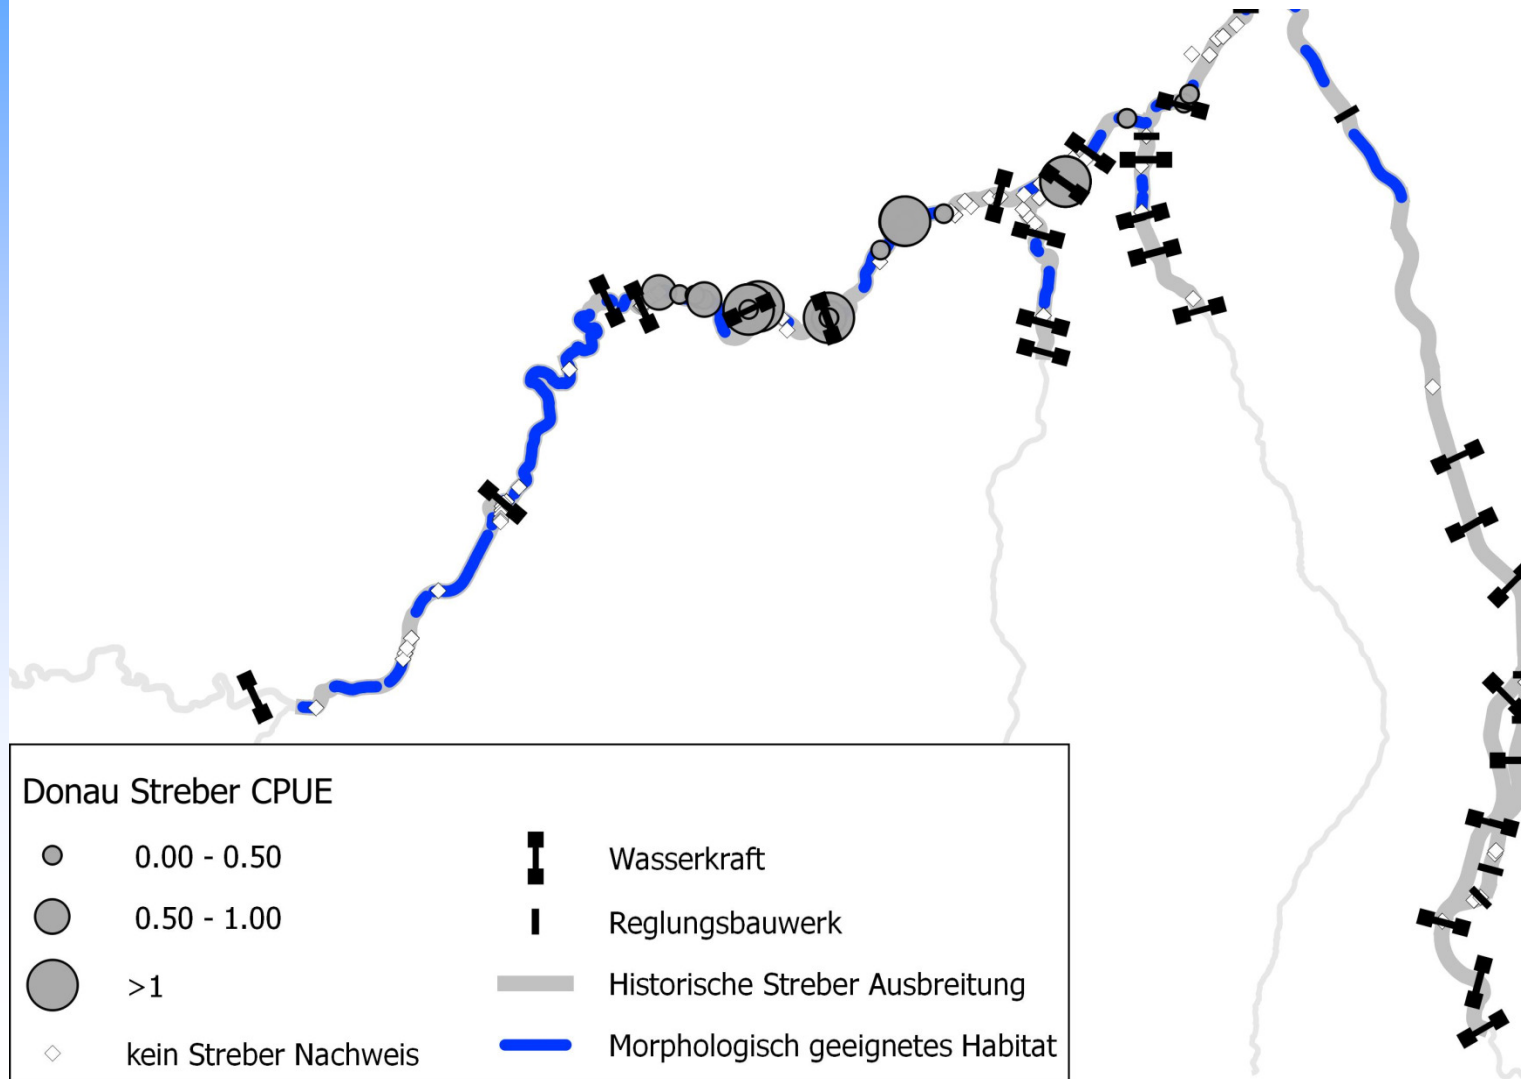 Donau Streber CPUE
0.00 - 0.50
0.50 - 1.00
>1
kein Streber Nachweis
Wasserkraft
Reglungsbauwerk
Historische Streber Ausbreitung
Morphologisch geeignetes Habitat